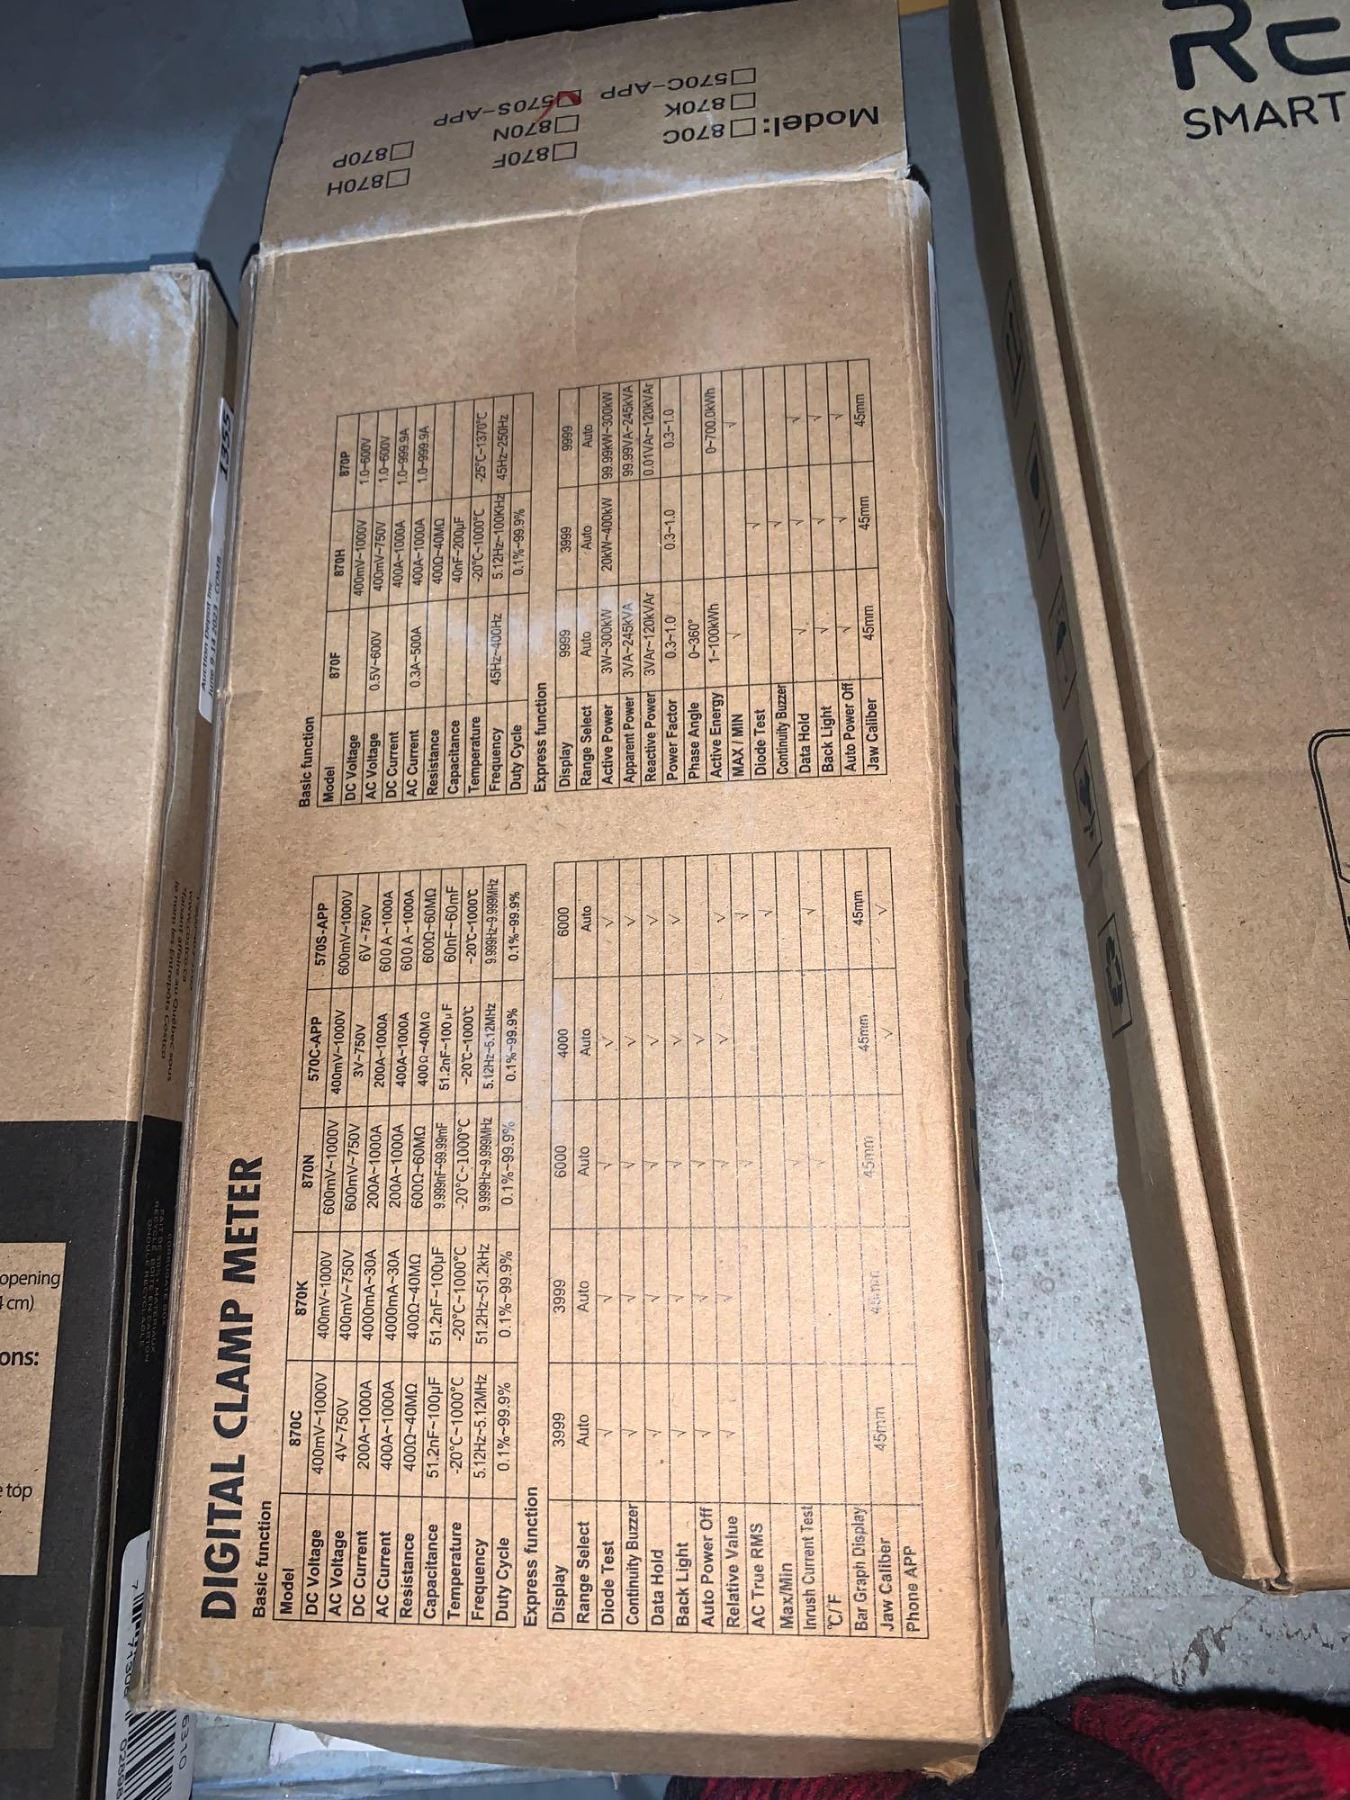 DIGITAL CLAMP METER
Basic function
Model 870C 870K 870N 570C-APP 570S-APP
DC Voltage 400mV~1000V 400mV~1000V 600mV~1000V 400mV~1000V 600mV~1000V
AC Voltage 4V~750V 400mV~750V 600mV~750V 3V~750V 6V~750V
DC Current 200A~1000A 4000mA~30A 200A~1000A 200A~1000A 600A~1000A
AC Current 400A~1000A 4000mA~30A 200A~1000A 400A~1000A 600A~1000A
Resistance 400Ω~40MΩ 400Ω~40MΩ 600Ω~60MΩ 400Ω~40MΩ 600Ω~60MΩ
Capacitance 51.2nF~100μF 51.2nF~100μF 9.999nF~99.99mF 51.2nF~100μF 60nF~60mF
Temperature -20°C~1000°C -20°C~1000°C -20°C~1000°C -20°C~1000°C -20°C~1000°C
Frequency 5.12Hz~5.12MHz 51.2Hz~51.2kHz 9.999Hz~9.999MHz 5.12Hz~5.12MHz 9.999Hz~9.999MHz
Duty Cycle 0.1%~99.9% 0.1%~99.9% 0.1%~99.9% 0.1%~99.9% 0.1%~99.9%
Express function
Display 3999 3999 6000 4000 6000
Range Select Auto Auto Auto Auto Auto
Diode Test √ √ √ √ √
Continuity Buzzer √ √ √ √ √
Data Hold √ √ √ √ √
Back Light √ √ √ √ √
Auto Power Off √ √ √ √
Relative Value √ √ √ √ √
AC True RMS √ √
Max/Min √
Inrush Current Test √
°C/°F √ √
Bar Graph Display
Jaw Caliber 45mm 45mm 45mm 45mm 45mm
Phone APP √ √
Basic function
Model 870F 870H 870P
DC Voltage 400mV~1000V 1.0~600V
AC Voltage 0.5V~600V 400mV~750V 1.0~600V
DC Current 400A~1000A 1.0~999.9A
AC Current 0.3A~500A 400A~1000A 1.0~999.9A
Resistance 400Ω~40MΩ
Capacitance 40nF~200μF
Temperature -20°C~1000°C -25°C~1370°C
Frequency 45Hz~400Hz 5.12Hz~100KHz 45Hz~250Hz
Duty Cycle 0.1%~99.9%
Express function
Display 9999 3999 9999
Range Select Auto Auto Auto
Active Power 3W~300kW 20kW~400kW 99.99kW~300kW
Apparent Power 3VA~245KVA 99.99VA~245KVA
Reactive Power 3VAr~120kVAr 0.01VAr~120kVAr
Power Factor 0.3~1.0 0.3~1.0 0.3~1.0
Phase Angle 0~360°
Active Energy 1~100kWh 0~700.0kWh
MAX / MIN √ √
Diode Test √
Continuity Buzzer √
Data Hold √ √ √
Back Light √ √ √
Auto Power Off √ √ √
Jaw Caliber 45mm 45mm 45mm
Model: □870C □870F □870H
□870K □870N □870P
□570C-APP ☑570S-APP
SMART
1355
Auction Depot Inc
opening
cm)
ons:
top